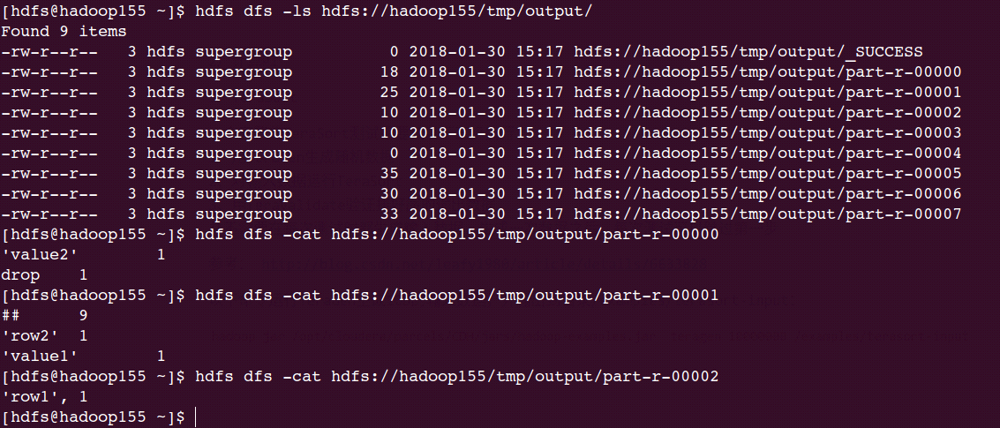 [hdfs@hadoop155 ~]$ hdfs dfs -ls hdfs://hadoop155/tmp/output/
Found 9 items
-rw-r--r--   3 hdfs supergroup          0 2018-01-30 15:17 hdfs://hadoop155/tmp/output/_SUCCESS
-rw-r--r--   3 hdfs supergroup         18 2018-01-30 15:17 hdfs://hadoop155/tmp/output/part-r-00000
-rw-r--r--   3 hdfs supergroup         25 2018-01-30 15:17 hdfs://hadoop155/tmp/output/part-r-00001
-rw-r--r--   3 hdfs supergroup         10 2018-01-30 15:17 hdfs://hadoop155/tmp/output/part-r-00002
-rw-r--r--   3 hdfs supergroup         10 2018-01-30 15:17 hdfs://hadoop155/tmp/output/part-r-00003
-rw-r--r--   3 hdfs supergroup          0 2018-01-30 15:17 hdfs://hadoop155/tmp/output/part-r-00004
-rw-r--r--   3 hdfs supergroup         35 2018-01-30 15:17 hdfs://hadoop155/tmp/output/part-r-00005
-rw-r--r--   3 hdfs supergroup         30 2018-01-30 15:17 hdfs://hadoop155/tmp/output/part-r-00006
-rw-r--r--   3 hdfs supergroup         33 2018-01-30 15:17 hdfs://hadoop155/tmp/output/part-r-00007
[hdfs@hadoop155 ~]$ hdfs dfs -cat hdfs://hadoop155/tmp/output/part-r-00000
'value2'        1
drop    1
[hdfs@hadoop155 ~]$ hdfs dfs -cat hdfs://hadoop155/tmp/output/part-r-00001
##      9
'row2'  1
'value1'        1
[hdfs@hadoop155 ~]$ hdfs dfs -cat hdfs://hadoop155/tmp/output/part-r-00002
'row1', 1
[hdfs@hadoop155 ~]$